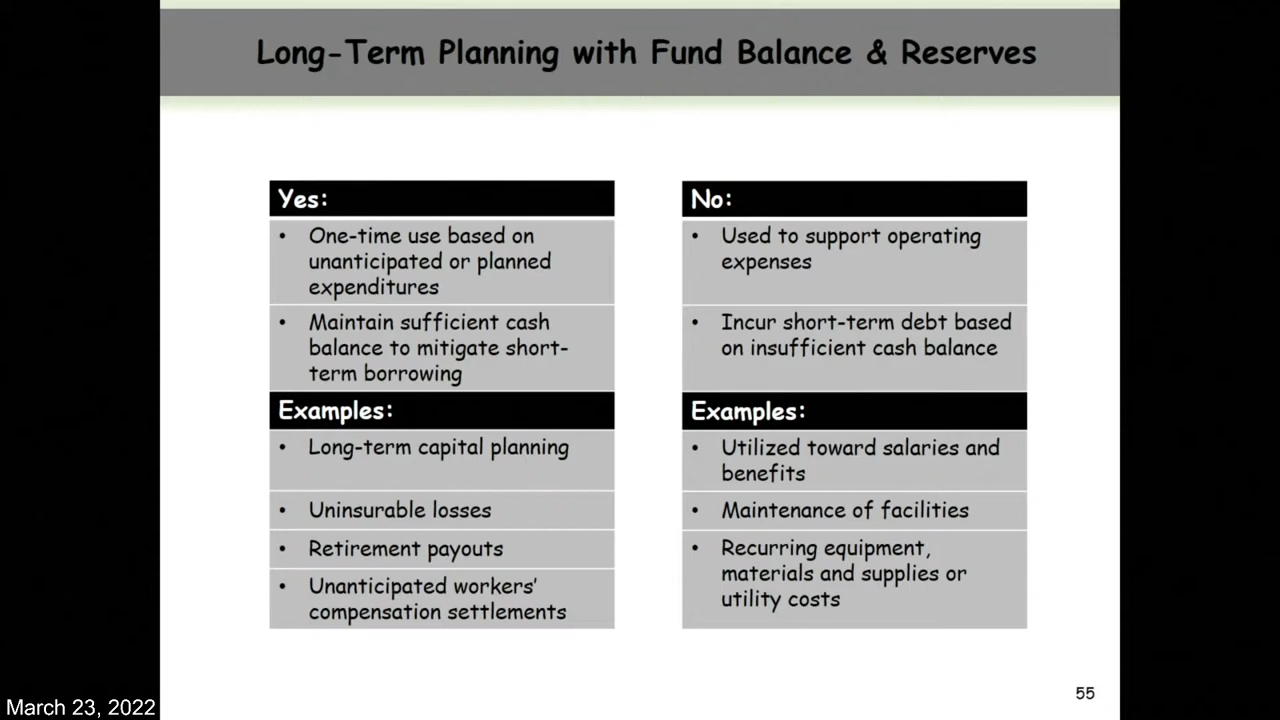 Long-Term Planning with Fund Balance & Reserves
Yes:
• One-time use based on
unanticipated or planned
expenditures
• Maintain sufficient cash
balance to mitigate short-
term borrowing
Examples:
• Long-term capital planning
• Uninsurable losses
• Retirement payouts
• Unanticipated workers’
compensation settlements
No:
• Used to support operating
expenses
• Incur short-term debt based
on insufficient cash balance
Examples:
• Utilized toward salaries and
benefits
• Maintenance of facilities
• Recurring equipment,
materials and supplies or
utility costs
55
March 23, 2022